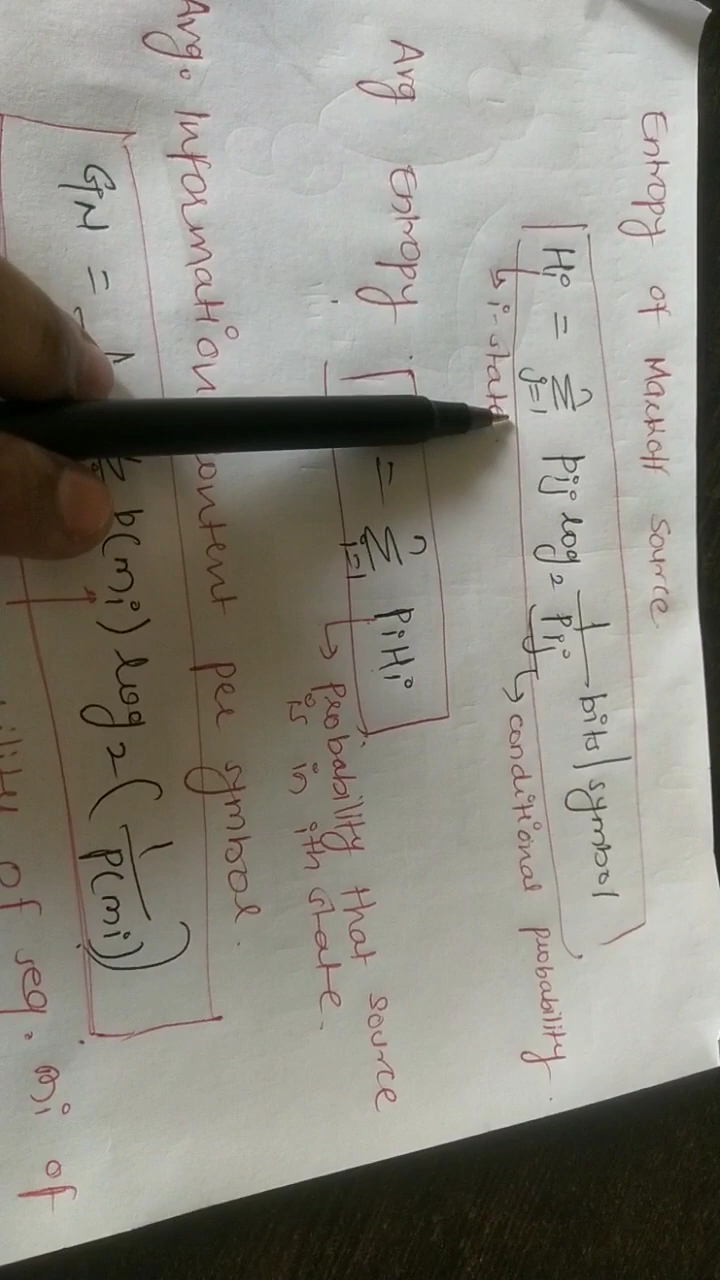 Entropy of Markoff Source.
Hi = n Σ j=1 Pij log2 1/Pij bits/symbol
→ i-state → conditional probability.
Avg Entropy = n Σ i=1 PiHi
→ probability that source
is in ith state.
Avg. Information content per symbol.
GN = Σ P(mi) log2 (1/P(mi))
of seq. mi of